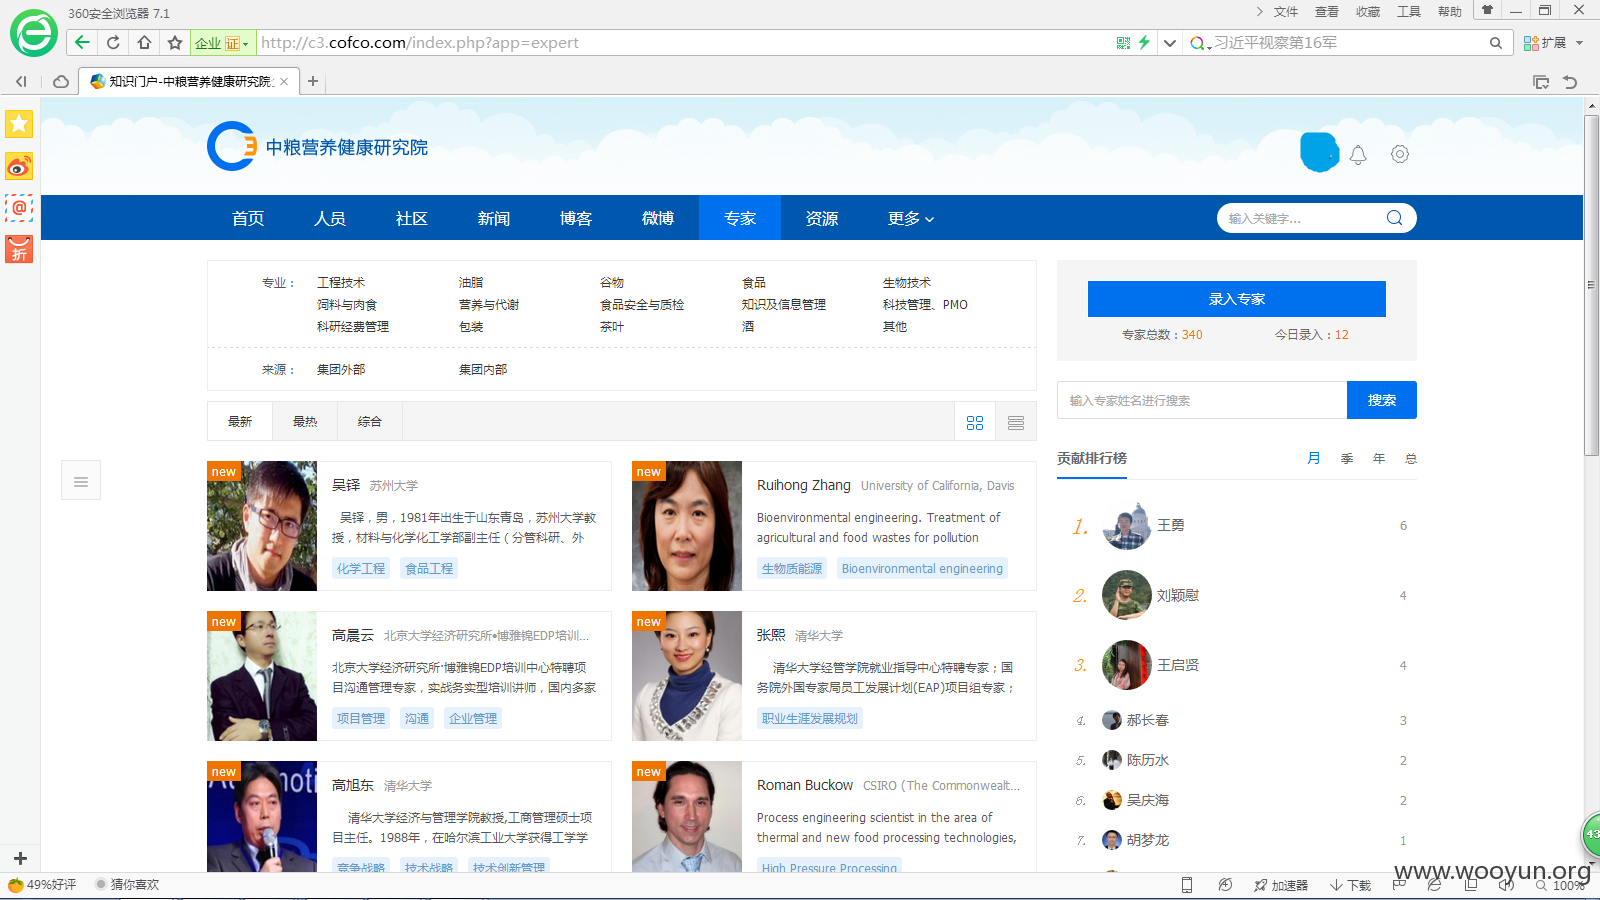 360安全浏览器 7.1
文件 查看 收藏 工具 帮助
企业 证 http://c3.cofco.com/index.php?app=expert
习近平视察第16军
扩展
知识门户-中粮营养健康研究院
中粮营养健康研究院
@
折
首页 人员 社区 新闻 博客 微博 专家 资源 更多
输入关键字...
专业： 工程技术 油脂 谷物 食品 生物技术
饲料与肉食 营养与代谢 食品安全与质检 知识及信息管理 科技管理、PMO
科研经费管理 包装 茶叶 酒 其他
来源： 集团外部 集团内部
录入专家
专家总数：340 今日录入：12
输入专家姓名进行搜索 搜索
最新 最热 综合
new
吴铎 苏州大学
吴铎，男，1981年出生于山东青岛，苏州大学教
授，材料与化学化工学部副主任（分管科研、外
化学工程 食品工程
new
Ruihong Zhang University of California, Davis
Bioenvironmental engineering. Treatment of
agricultural and food wastes for pollution
生物质能源 Bioenvironmental engineering
new
高晨云 北京大学经济研究所•博雅锦EDP培训...
北京大学经济研究所·博雅锦EDP培训中心特聘项
目沟通管理专家，实战务实型培训讲师，国内多家
项目管理 沟通 企业管理
new
张熙 清华大学
清华大学经管学院就业指导中心特聘专家；国
务院外国专家局员工发展计划(EAP)项目组专家；
职业生涯发展规划
new
高旭东 清华大学
清华大学经济与管理学院教授,工商管理硕士项
目主任。1988年，在哈尔滨工业大学获得工学学
竞争战略 技术战略 技术创新管理
new
Roman Buckow CSIRO (The Commonwealt...
Process engineering scientist in the area of
thermal and new food processing technologies,
High Pressure Processing
贡献排行榜 月 季 年 总
1. 王勇 6
2. 刘颖慰 4
3. 王启贤 4
4. 郝长春 3
5. 陈历水 2
6. 吴庆海 2
7. 胡梦龙 1
43
www.wooyun.org
49%好评 猜你喜欢
加速器 下载 100%